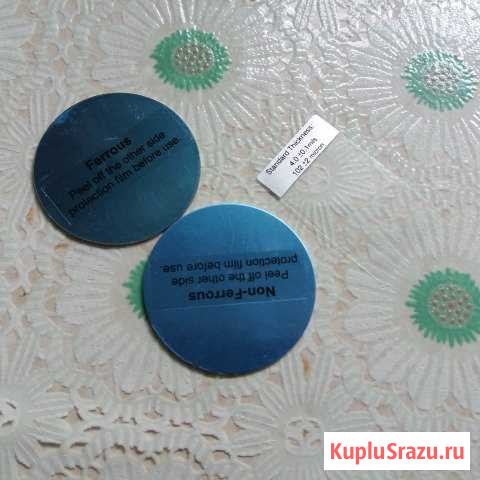 Ferrous
Peel off the other side
protection film before use.
Standard Thickness:
4.0 ±0.1mils
102 ±2 micron
Non-Ferrous
Peel off the other side
protection film before use.
KupluSrazu.ru